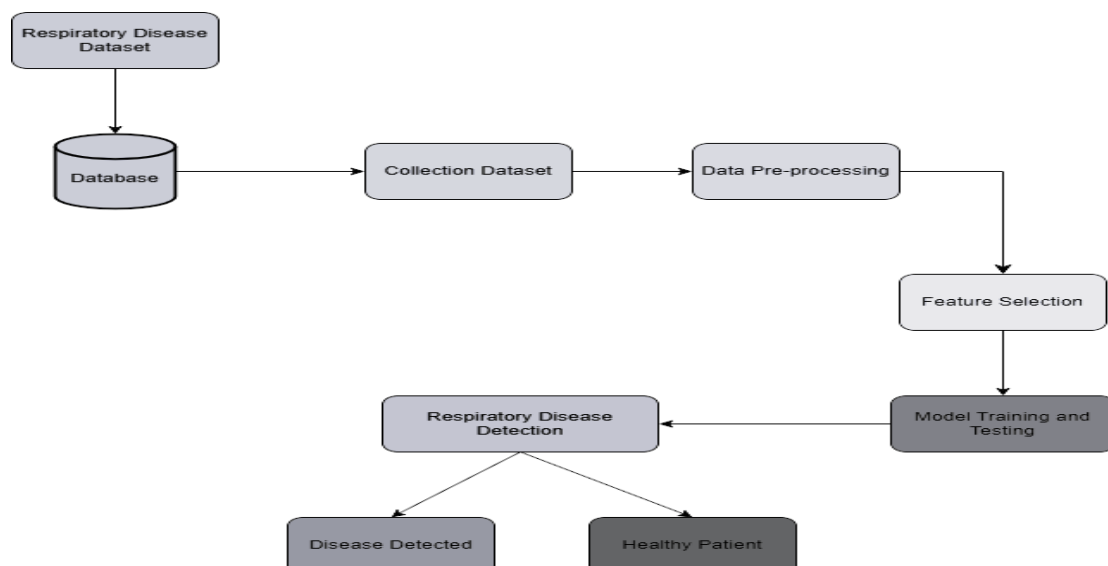 Respiratory Disease
Dataset
Database
Collection Dataset
Data Pre-processing
Feature Selection
Model Training and
Testing
Respiratory Disease
Detection
Disease Detected
Healthy Patient